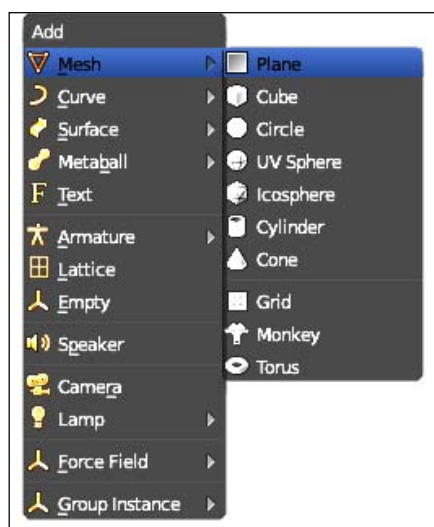 Add
Mesh
Curve
Surface
Metaball
Text
Armature
Lattice
Empty
Speaker
Camera
Lamp
Force Field
Group Instance
Plane
Cube
Circle
UV Sphere
Icosphere
Cylinder
Cone
Grid
Monkey
Torus